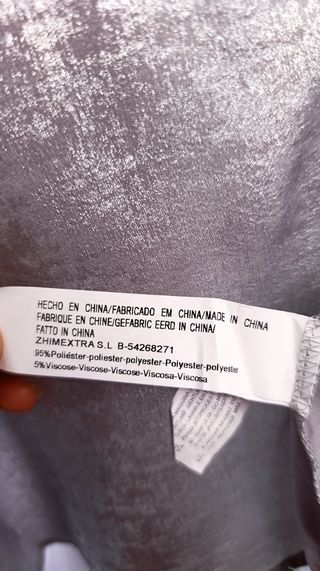 HECHO EN CHINA/FABRICADO EM CHINA/MADE IN CHINA
FABRIQUE EN CHINE/GEFABRIC EERD IN CHINA/
FATTO IN CHINA
ZHIMEXTRA S.L B-54268271
95%Poliéster-poliester-polyester-Polyester-polyester
5%Viscose-Viscose-Viscose-Viscosa-Viscosa